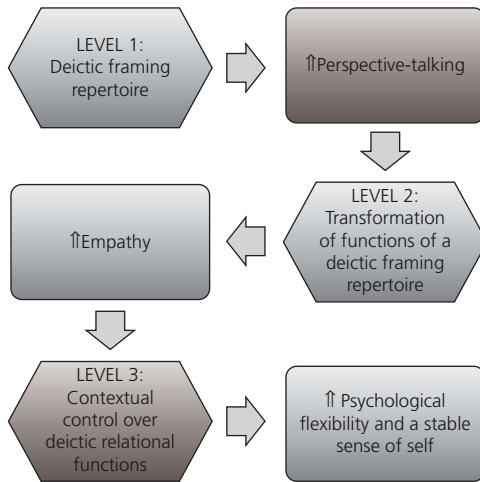 LEVEL 1:
Deictic framing
repertoire
⇑Perspective-talking
LEVEL 2:
Transformation
of functions of a
deictic framing
repertoire
⇑Empathy
LEVEL 3:
Contextual
control over
deictic relational
functions
⇑ Psychological
flexibility and a stable
sense of self